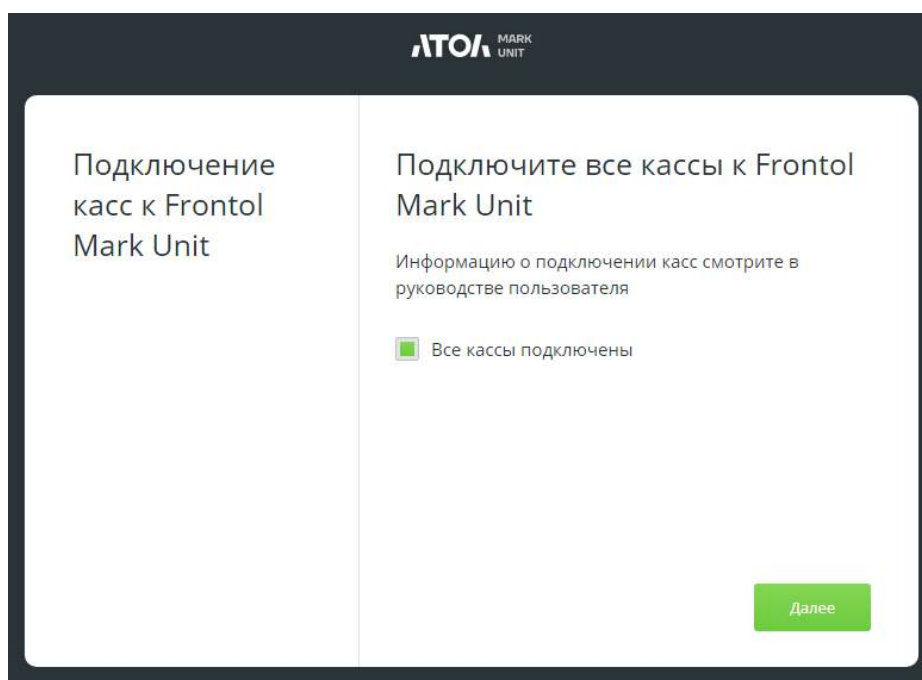 АТОЛ MARK
UNIT
Подключение
касс к Frontol
Mark Unit
Подключите все кассы к Frontol
Mark Unit
Информацию о подключении касс смотрите в
руководстве пользователя
Все кассы подключены
Далее